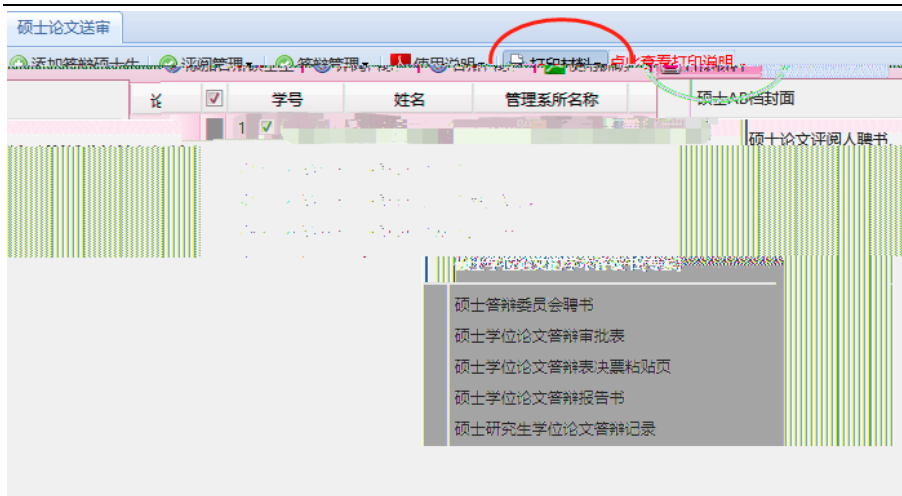 硕士论文送审
添加答辩硕士生 评阅管理 答辩管理 使用说明 打印材料 点此查看打印说明
学号 姓名 管理系所名称 硕士AB档封面
1
硕士论文评阅人聘书
硕士答辩委员会聘书
硕士学位论文答辩审批表
硕士学位论文答辩表决票粘贴页
硕士学位论文答辩报告书
硕士研究生学位论文答辩记录